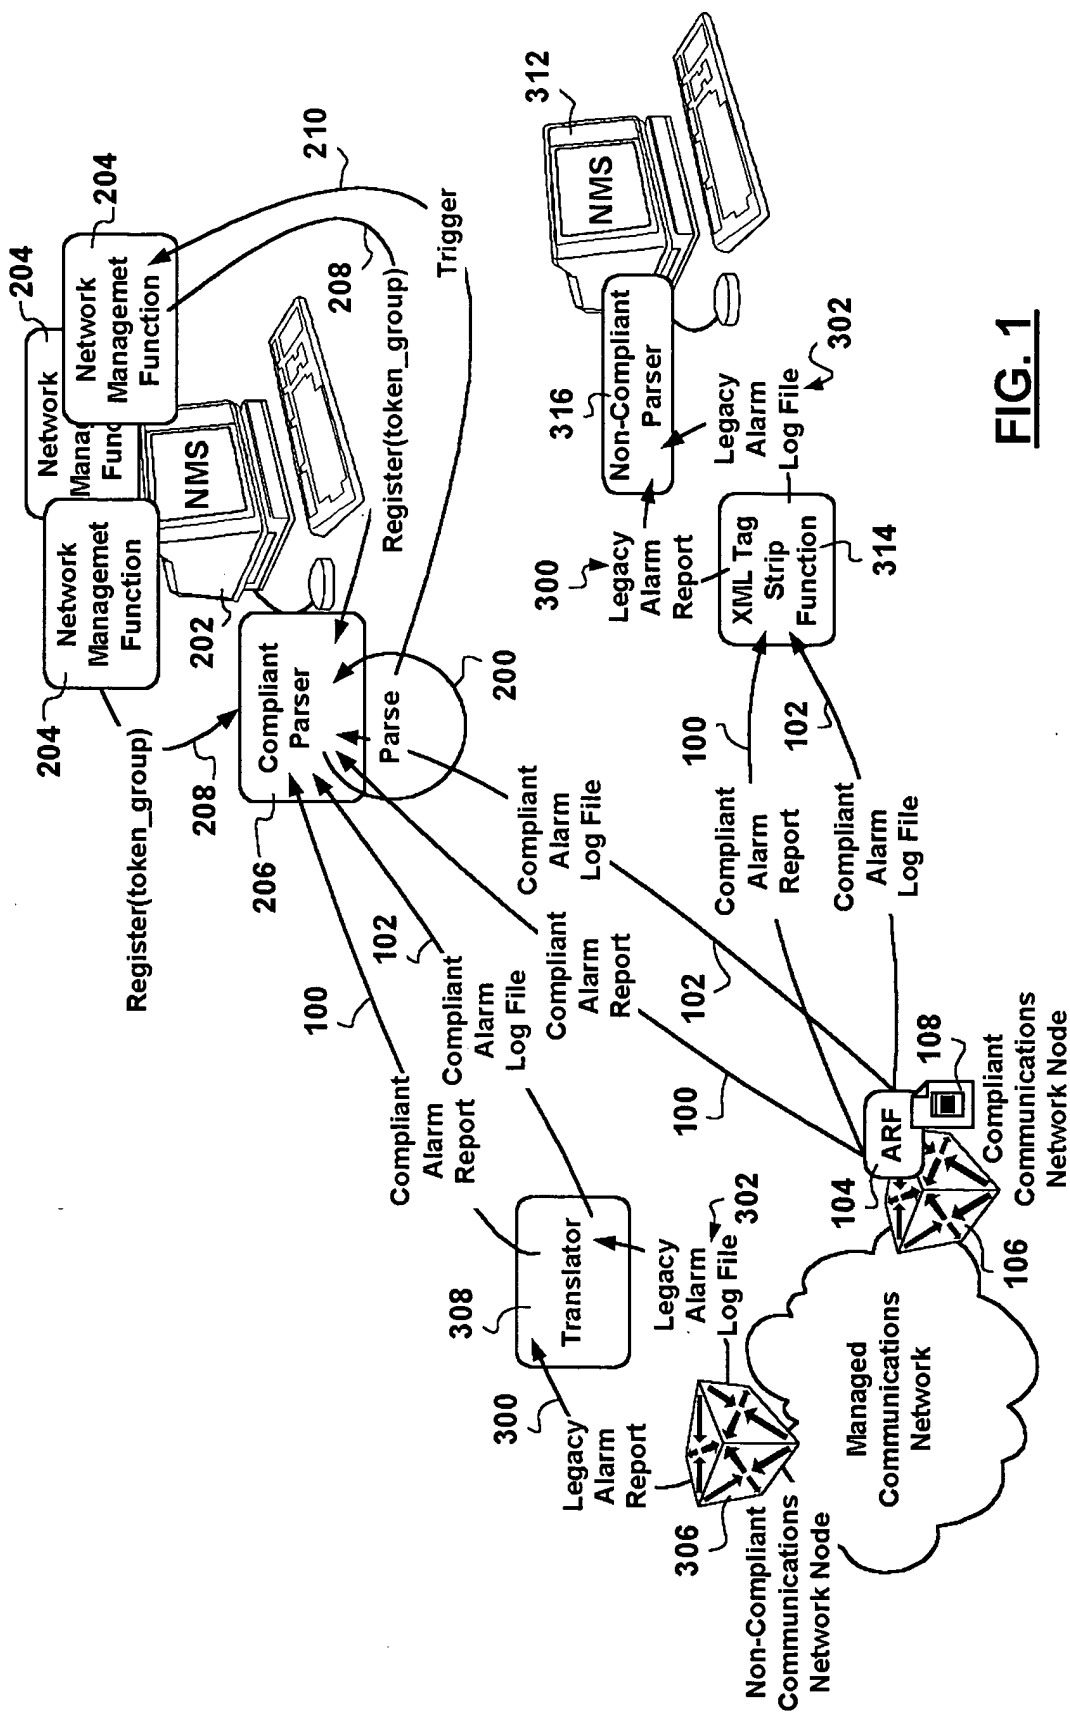 204
Network
Managemet
Function
204
Network
Manag
Func
204
Network
Managemet
Function
210
208
Register(token_group)
Trigger
NMS
202
Register(token_group)
208
206
Compliant
Parser
Parse
200
312
NMS
316
Non-Compliant
Parser
300
Legacy
Alarm
Report
Legacy
Alarm
Log File
302
XML Tag
Strip
Function
314
100
Compliant
Alarm
Report
102
Compliant
Alarm
Log File
Compliant
Alarm
Report
100
Compliant
Alarm
Log File
102
100
Compliant
Alarm
Report
102
Compliant
Alarm
Log File
308
Translator
300
Legacy
Alarm
Report
Legacy
Alarm
Log File
302
306
Non-Compliant
Communications
Network Node
Managed
Communications
Network
104
ARF
108
106
Compliant
Communications
Network Node
FIG. 1